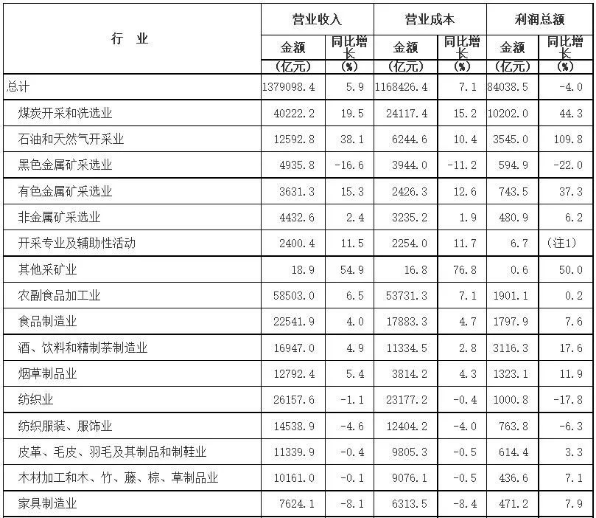 行 业 营业收入 营业成本 利润总额
金额 同比增长 金额 同比增长 金额 同比增长
(亿元) (%) (亿元) (%) (亿元) (%)
总计 1379098.4 5.9 1168426.4 7.1 84038.5 -4.0
煤炭开采和洗选业 40222.2 19.5 24117.4 15.2 10202.0 44.3
石油和天然气开采业 12592.8 38.1 6244.6 10.4 3545.0 109.8
黑色金属矿采选业 4935.8 -16.6 3944.0 -11.2 594.9 -22.0
有色金属矿采选业 3631.3 15.3 2426.3 12.6 743.5 37.3
非金属矿采选业 4432.6 2.4 3235.2 1.9 480.9 6.2
开采专业及辅助性活动 2400.4 11.5 2254.0 11.7 6.7 (注1)
其他采矿业 18.9 54.9 16.8 76.8 0.6 50.0
农副食品加工业 58503.0 6.5 53731.3 7.1 1901.1 0.2
食品制造业 22541.9 4.0 17883.3 4.7 1797.9 7.6
酒、饮料和精制茶制造业 16947.0 4.9 11334.5 2.8 3116.3 17.6
烟草制品业 12792.4 5.4 3814.2 4.3 1323.1 11.9
纺织业 26157.6 -1.1 23177.2 -0.4 1000.8 -17.8
纺织服装、服饰业 14538.9 -4.6 12404.2 -4.0 763.8 -6.3
皮革、毛皮、羽毛及其制品和制鞋业 11339.9 -0.4 9805.3 -0.5 614.4 3.3
木材加工和木、竹、藤、棕、草制品业 10161.0 -0.1 9076.1 -0.5 436.6 7.1
家具制造业 7624.1 -8.1 6313.5 -8.4 471.2 7.9